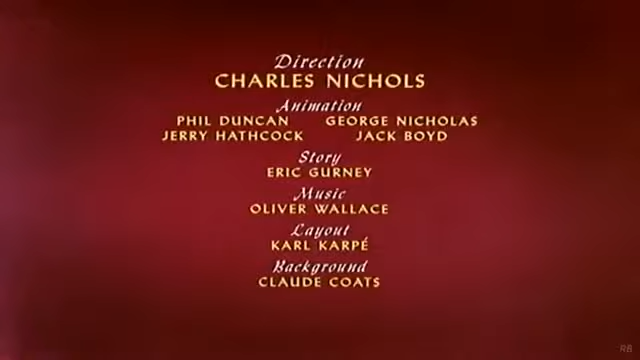 Direction
CHARLES NICHOLS
Animation
PHIL DUNCAN GEORGE NICHOLAS
JERRY HATHCOCK JACK BOYD
Story
ERIC GURNEY
Music
OLIVER WALLACE
Layout
KARL KARPÉ
Background
CLAUDE COATS
RB